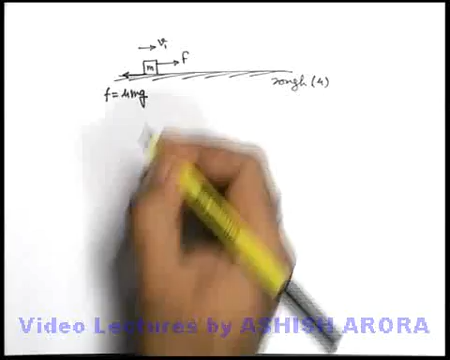 → v₁
m → F
rough (μ)
f = μmg
Video Lectures by ASHISH ARORA